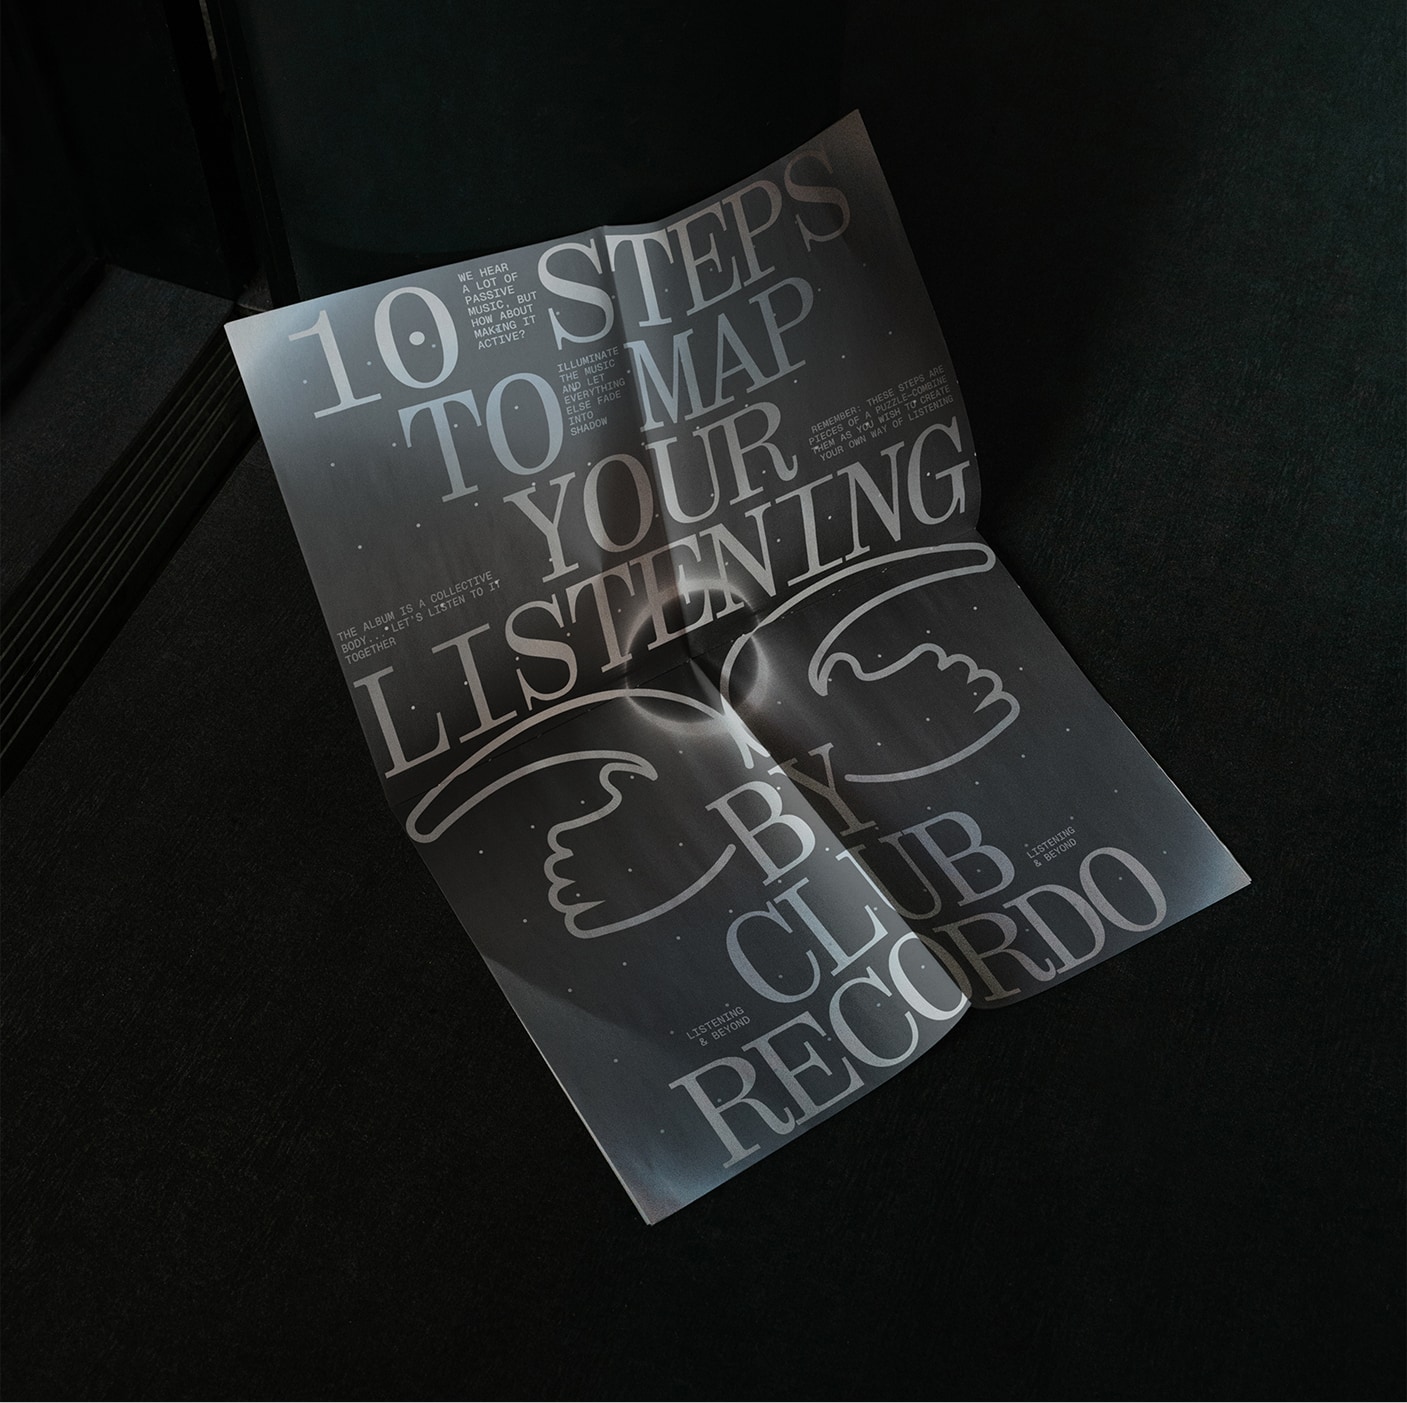 10 STEPS
WE HEAR
A LOT OF
PASSIVE
MUSIC, BUT
HOW ABOUT
MAKING IT
ACTIVE?
TO MAP
ILLUMINATE
THE MUSIC
AND LET
EVERYTHING
ELSE FADE
INTO
SHADOW
YOUR
REMEMBER: THESE STEPS ARE
PIECES OF A PUZZLE—COMBINE
THEM AS YOU WISH TO CREATE
YOUR OWN WAY OF LISTENING
LISTENING
THE ALBUM IS A COLLECTIVE
BODY...LET'S LISTEN TO IT
TOGETHER
BY
CLUB
LISTENING
& BEYOND
RECORDO
LISTENING
& BEYOND